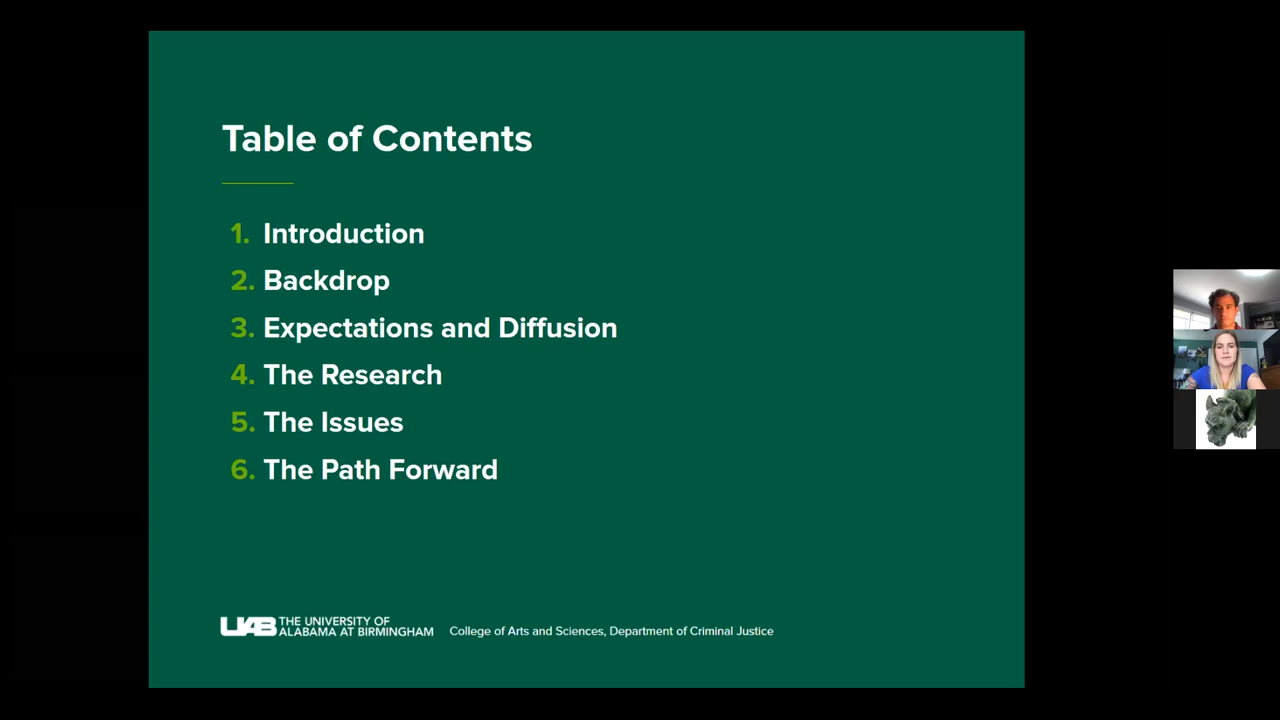 Table of Contents
1. Introduction
2. Backdrop
3. Expectations and Diffusion
4. The Research
5. The Issues
6. The Path Forward
UAB THE UNIVERSITY OF
ALABAMA AT BIRMINGHAM
College of Arts and Sciences, Department of Criminal Justice